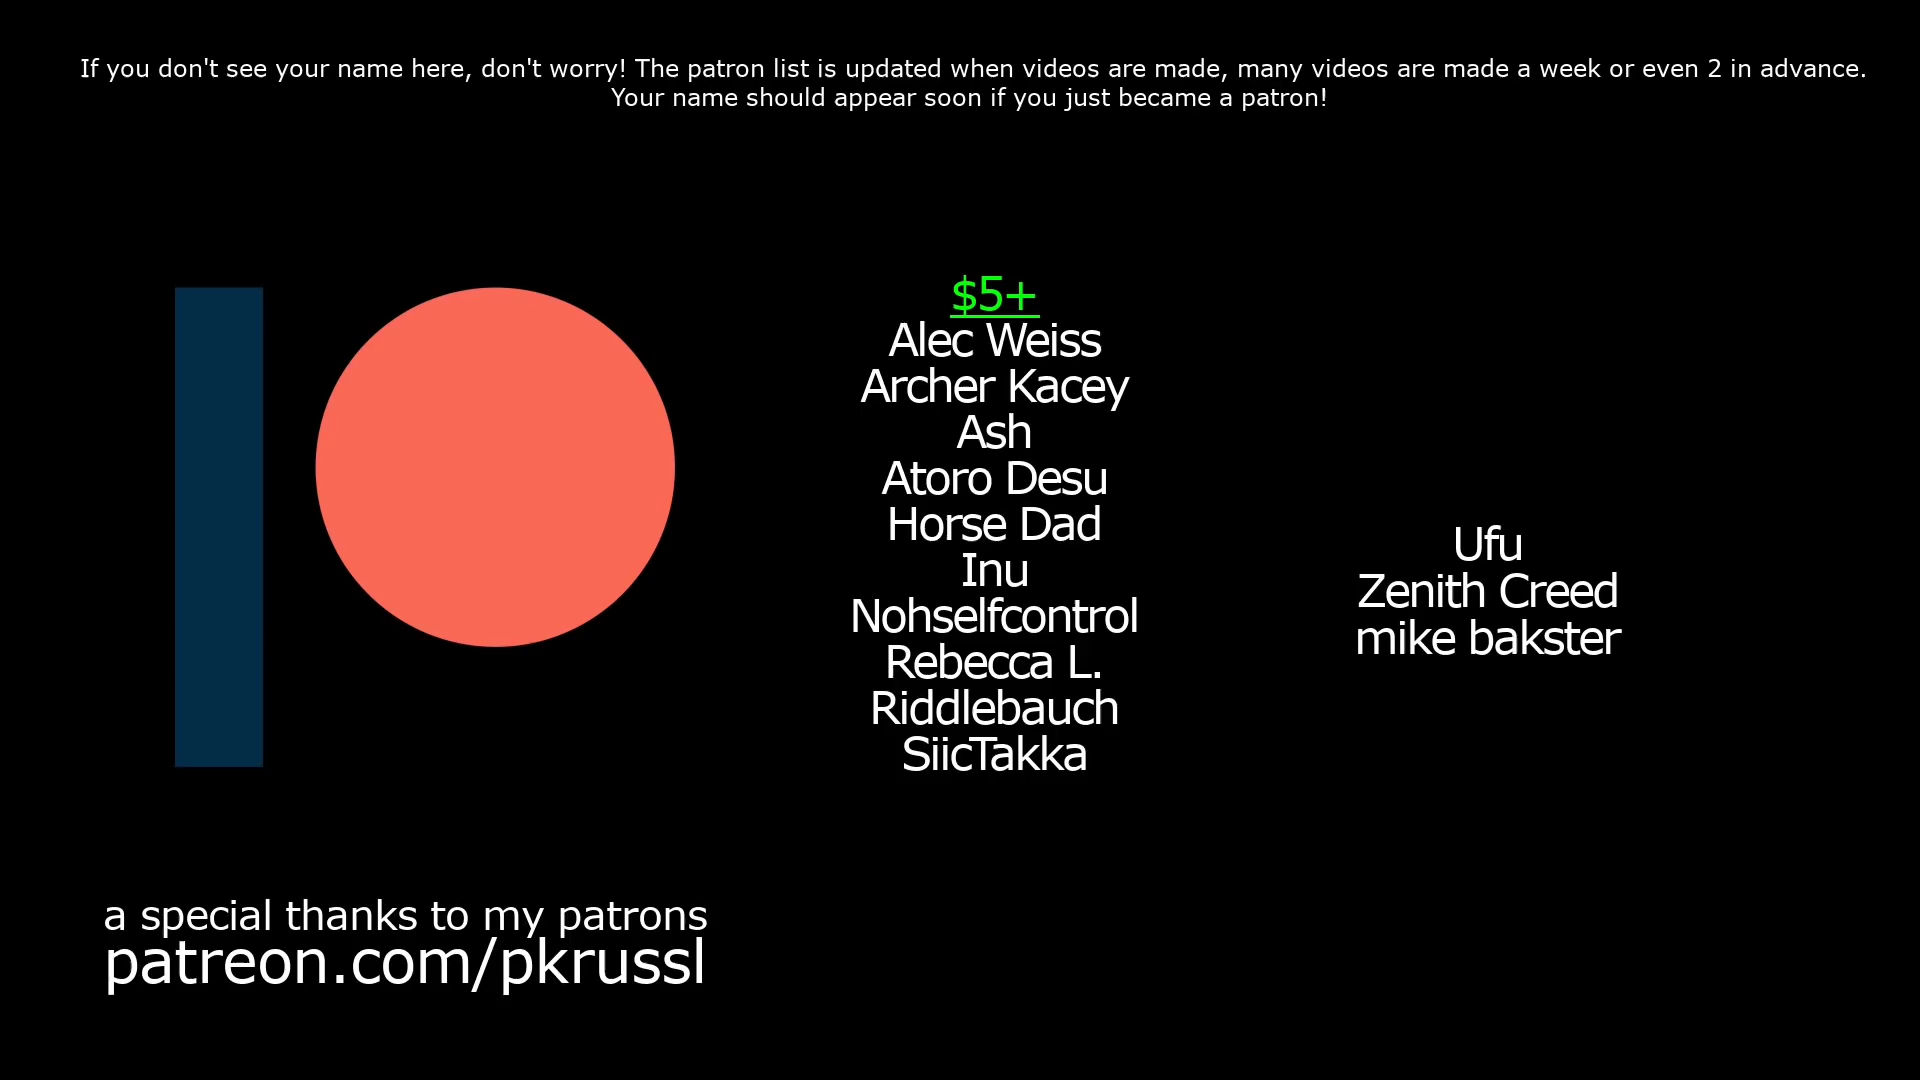 If you don't see your name here, don't worry! The patron list is updated when videos are made, many videos are made a week or even 2 in advance.
Your name should appear soon if you just became a patron!
$5+
Alec Weiss
Archer Kacey
Ash
Atoro Desu
Horse Dad
Inu
Nohselfcontrol
Rebecca L.
Riddlebauch
SiicTakka
Ufu
Zenith Creed
mike bakster
a special thanks to my patrons
patreon.com/pkrussl